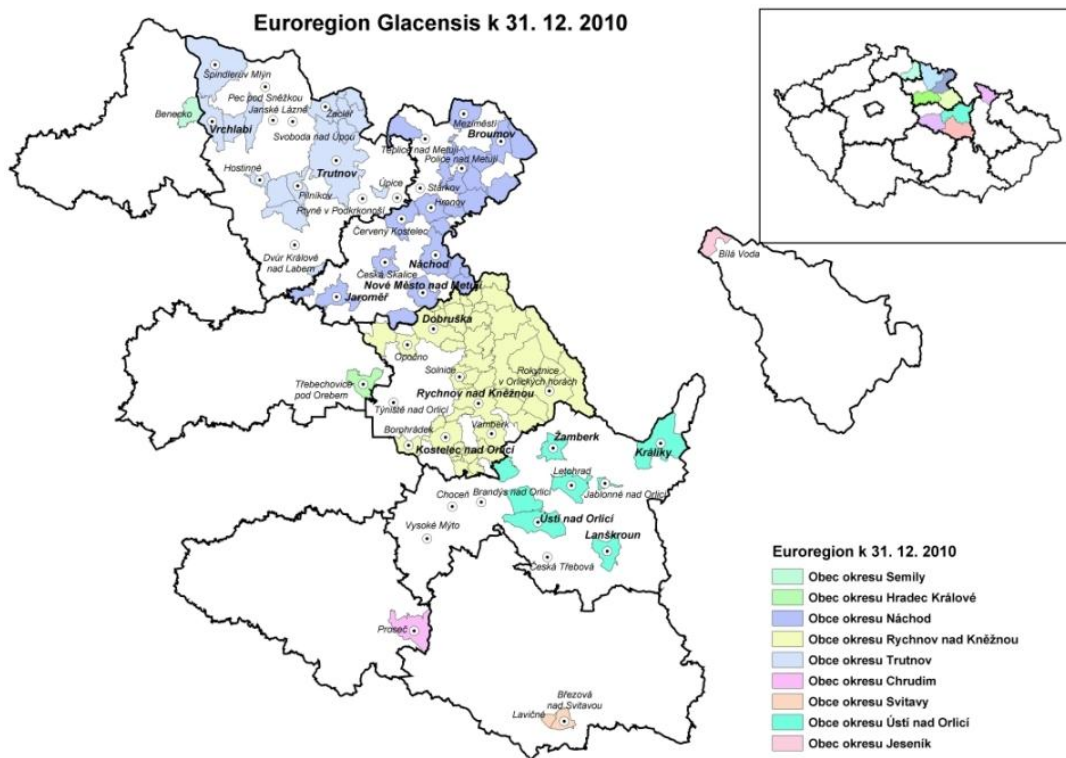 Euroregion Glacensis k 31. 12. 2010
Špindlerův Mlýn
Pec pod Sněžkou
Benecko
Janské Lázně
Žacléř
Vrchlabí
Svoboda nad Úpou
Meziměstí
Broumov
Teplice nad Metují
Police nad Metují
Hostinné
Trutnov
Pilníkov
Úpice
Stárkov
Rtyně v Podkrkonoší
Hronov
Červený Kostelec
Dvůr Králové
nad Labem
Česká Skalice
Náchod
Nové Město nad Metují
Jaroměř
Bílá Voda
Dobruška
Opočno
Solnice
Rokytnice
v Orlických horách
Třebechovice
pod Orebem
Rychnov nad Kněžnou
Týniště nad Orlicí
Borohrádek
Vamberk
Kostelec nad Orlicí
Žamberk
Králíky
Letohrad
Jablonné nad Orlicí
Choceň
Brandýs nad Orlicí
Vysoké Mýto
Ústí nad Orlicí
Lanškroun
Česká Třebová
Proseč
Březová
nad Svitavou
Lavičné
Euroregion k 31. 12. 2010
Obec okresu Semily
Obec okresu Hradec Králové
Obce okresu Náchod
Obce okresu Rychnov nad Kněžnou
Obce okresu Trutnov
Obec okresu Chrudim
Obce okresu Svitavy
Obce okresu Ústí nad Orlicí
Obec okresu Jeseník